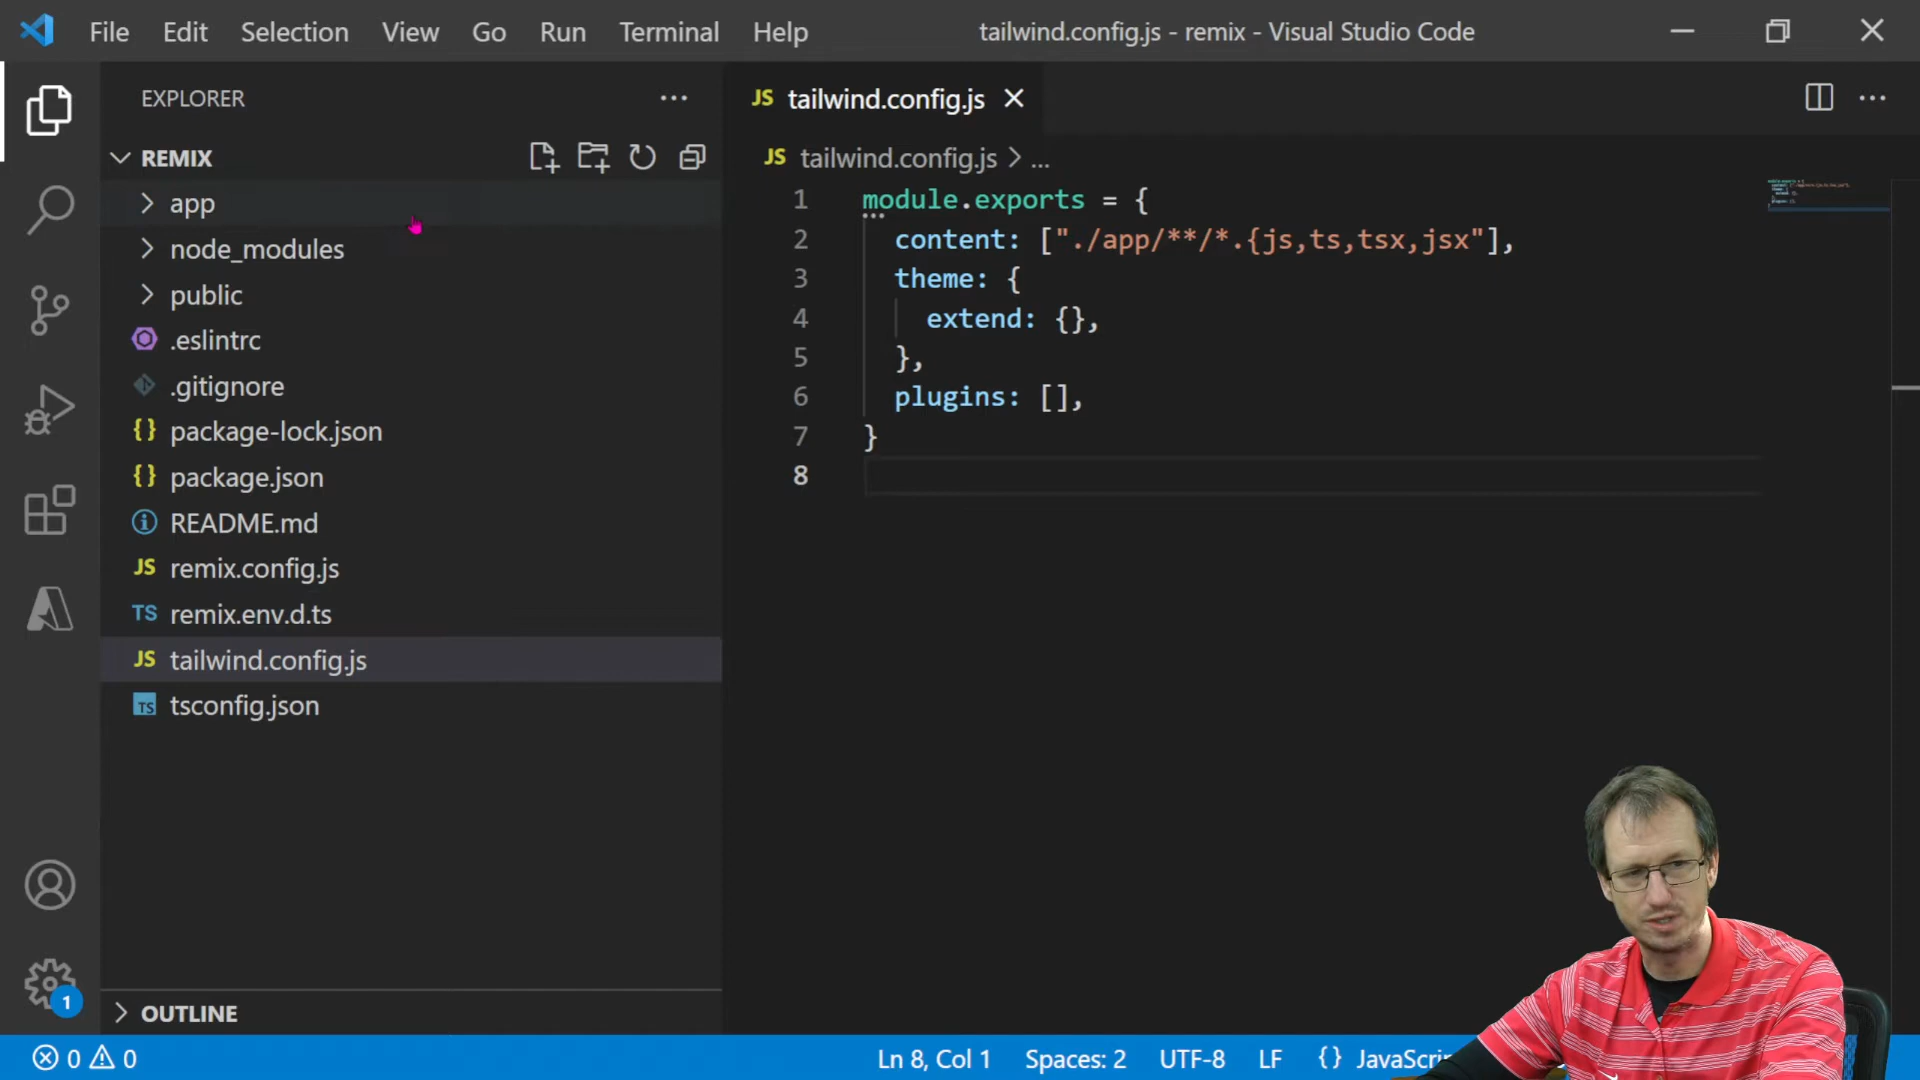 File Edit Selection View Go Run Terminal Help tailwind.config.js - remix - Visual Studio Code
EXPLORER
REMIX
app
node_modules
public
.eslintrc
.gitignore
{} package-lock.json
{} package.json
README.md
JS remix.config.js
TS remix.env.d.ts
JS tailwind.config.js
TS tsconfig.json
OUTLINE
JS tailwind.config.js
JS tailwind.config.js > ...
1 module.exports = {
2 content: ["./app/**/*.{js,ts,tsx,jsx"],
3 theme: {
4 extend: {},
5 },
6 plugins: [],
7 }
8
1
0 0 Ln 8, Col 1 Spaces: 2 UTF-8 LF {}